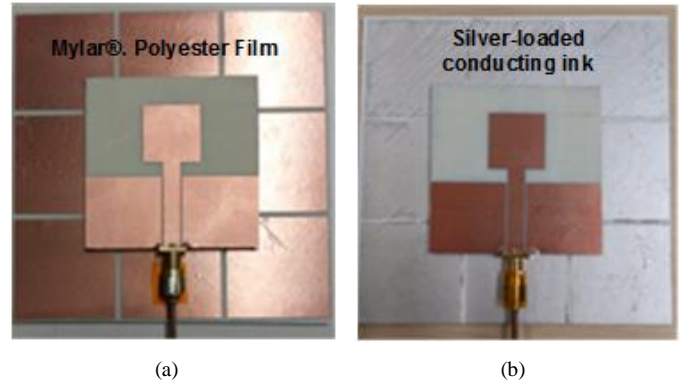 Mylar®. Polyester Film
Silver-loaded
conducting ink
(a)
(b)